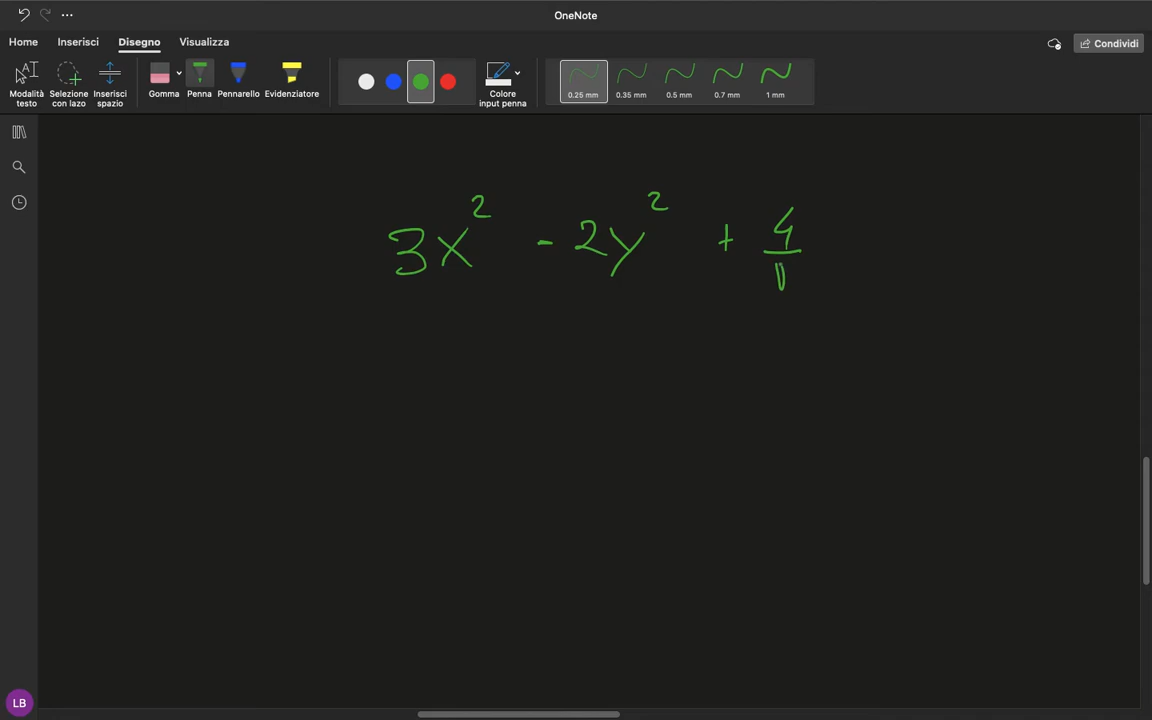 OneNote
Home Inserisci Disegno Visualizza
Condividi
Modalità testo
Selezione con lazo
Inserisci spazio
Gomma
Penna
Pennarello
Evidenziatore
Colore input penna
0.25 mm 0.35 mm 0.5 mm 0.7 mm 1 mm
3x² - 2y² + 4/
LB